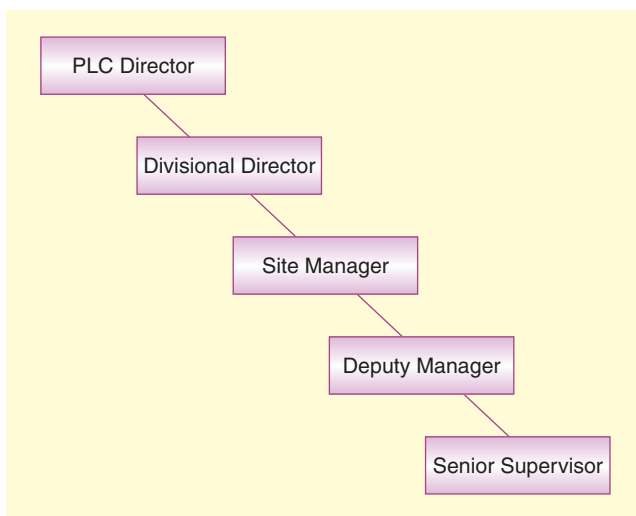 PLC Director
Divisional Director
Site Manager
Deputy Manager
Senior Supervisor